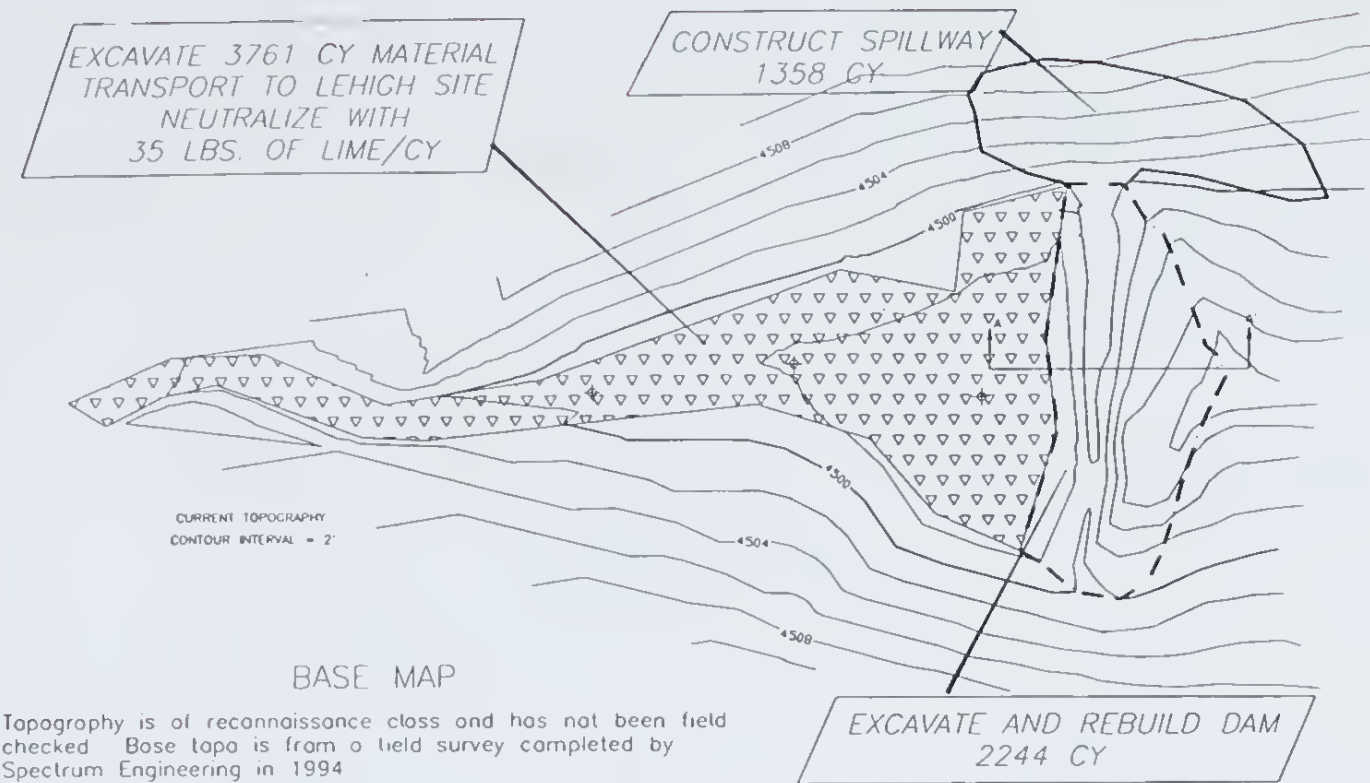 EXCAVATE 3761 CY MATERIAL
TRANSPORT TO LEHIGH SITE
NEUTRALIZE WITH
35 LBS. OF LIME/CY
CONSTRUCT SPILLWAY
1358 CY
4508
4504
4500
A
A
4500
CURRENT TOPOGRAPHY
CONTOUR INTERVAL = 2'
4504
4508
BASE MAP
Topography is of reconnaissance class and has not been field
checked Base topo is from a field survey completed by
Spectrum Engineering in 1994
EXCAVATE AND REBUILD DAM
2244 CY